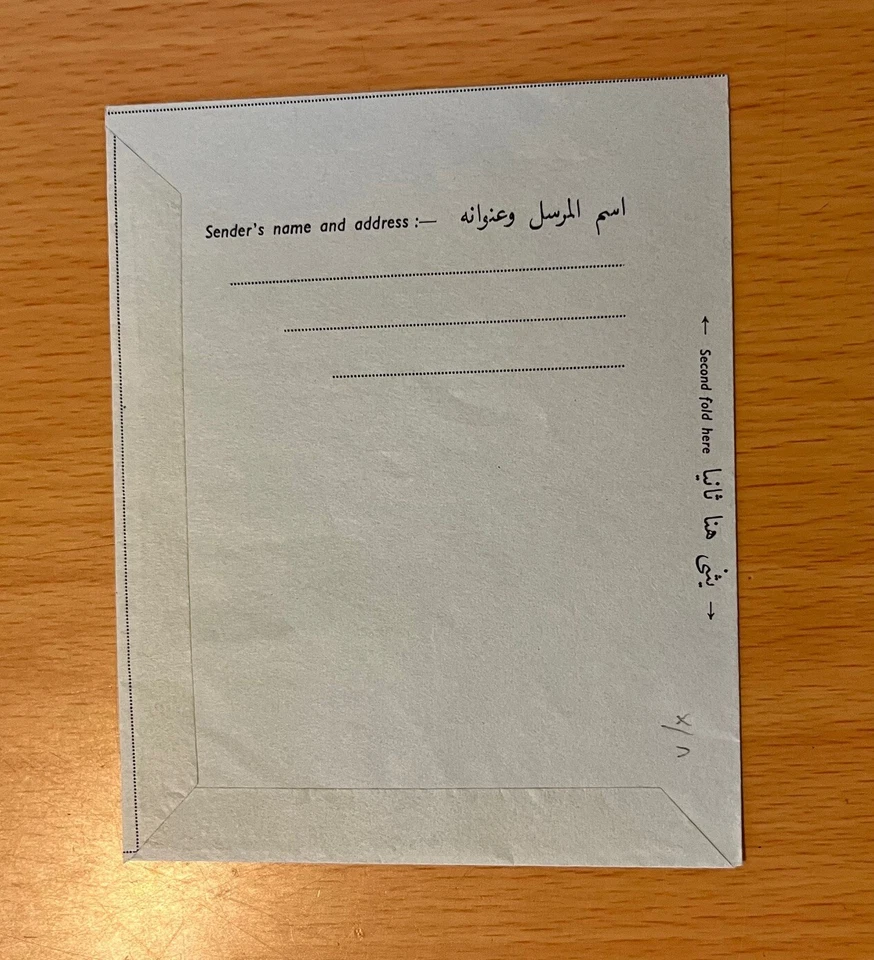 Sender's name and address :— اسم المرسل وعنوانه
← Second fold here يثنى هنا ثانيا →